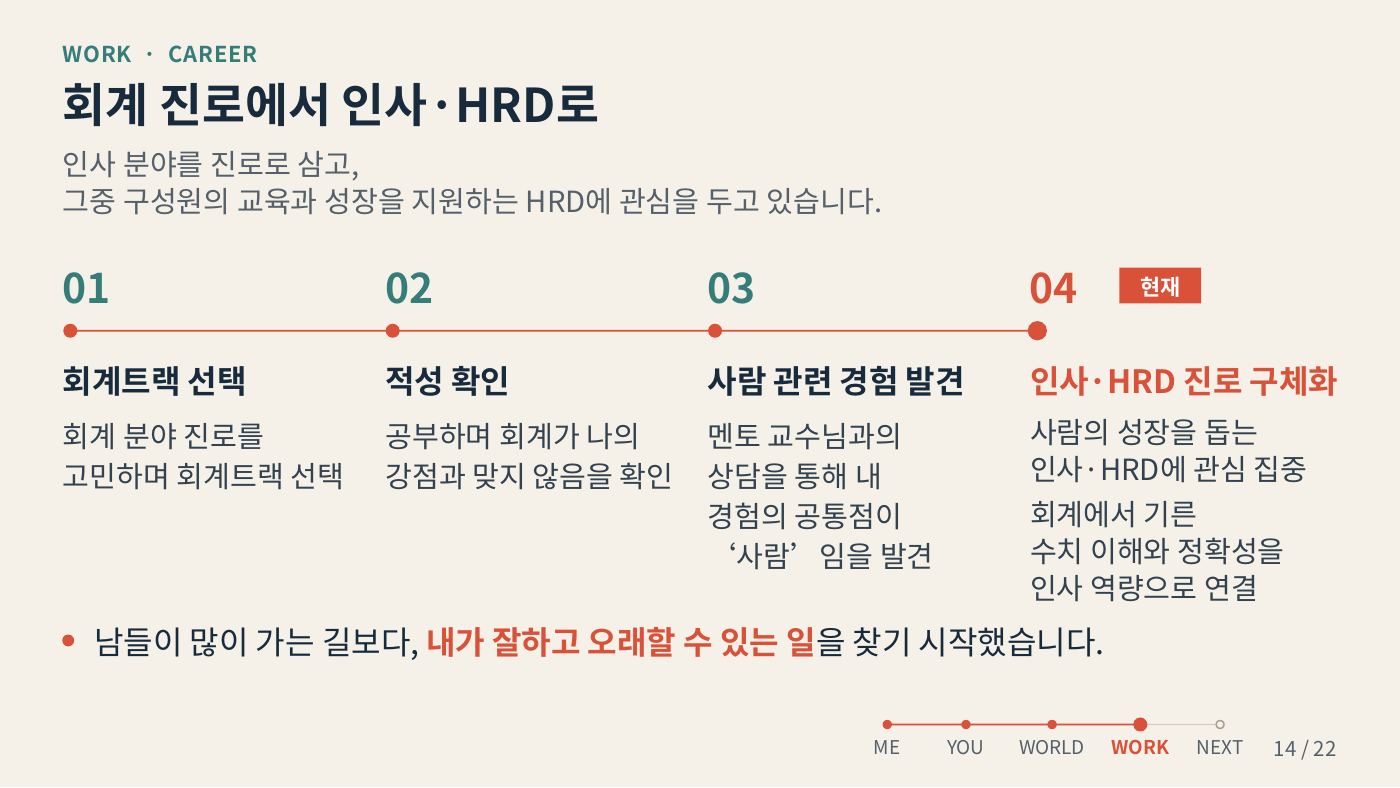 WORK · CAREER
회계 진로에서 인사·HRD로
인사 분야를 진로로 삼고,
그중 구성원의 교육과 성장을 지원하는 HRD에 관심을 두고 있습니다.
01
회계트랙 선택
회계 분야 진로를
고민하며 회계트랙 선택
02
적성 확인
공부하며 회계가 나의
강점과 맞지 않음을 확인
03
사람 관련 경험 발견
멘토 교수님과의
상담을 통해 내
경험의 공통점이
‘사람’ 임을 발견
04 현재
인사·HRD 진로 구체화
사람의 성장을 돕는
인사·HRD에 관심 집중
회계에서 기른
수치 이해와 정확성을
인사 역량으로 연결
• 남들이 많이 가는 길보다, 내가 잘하고 오래할 수 있는 일을 찾기 시작했습니다.
ME YOU WORLD WORK NEXT 14 / 22